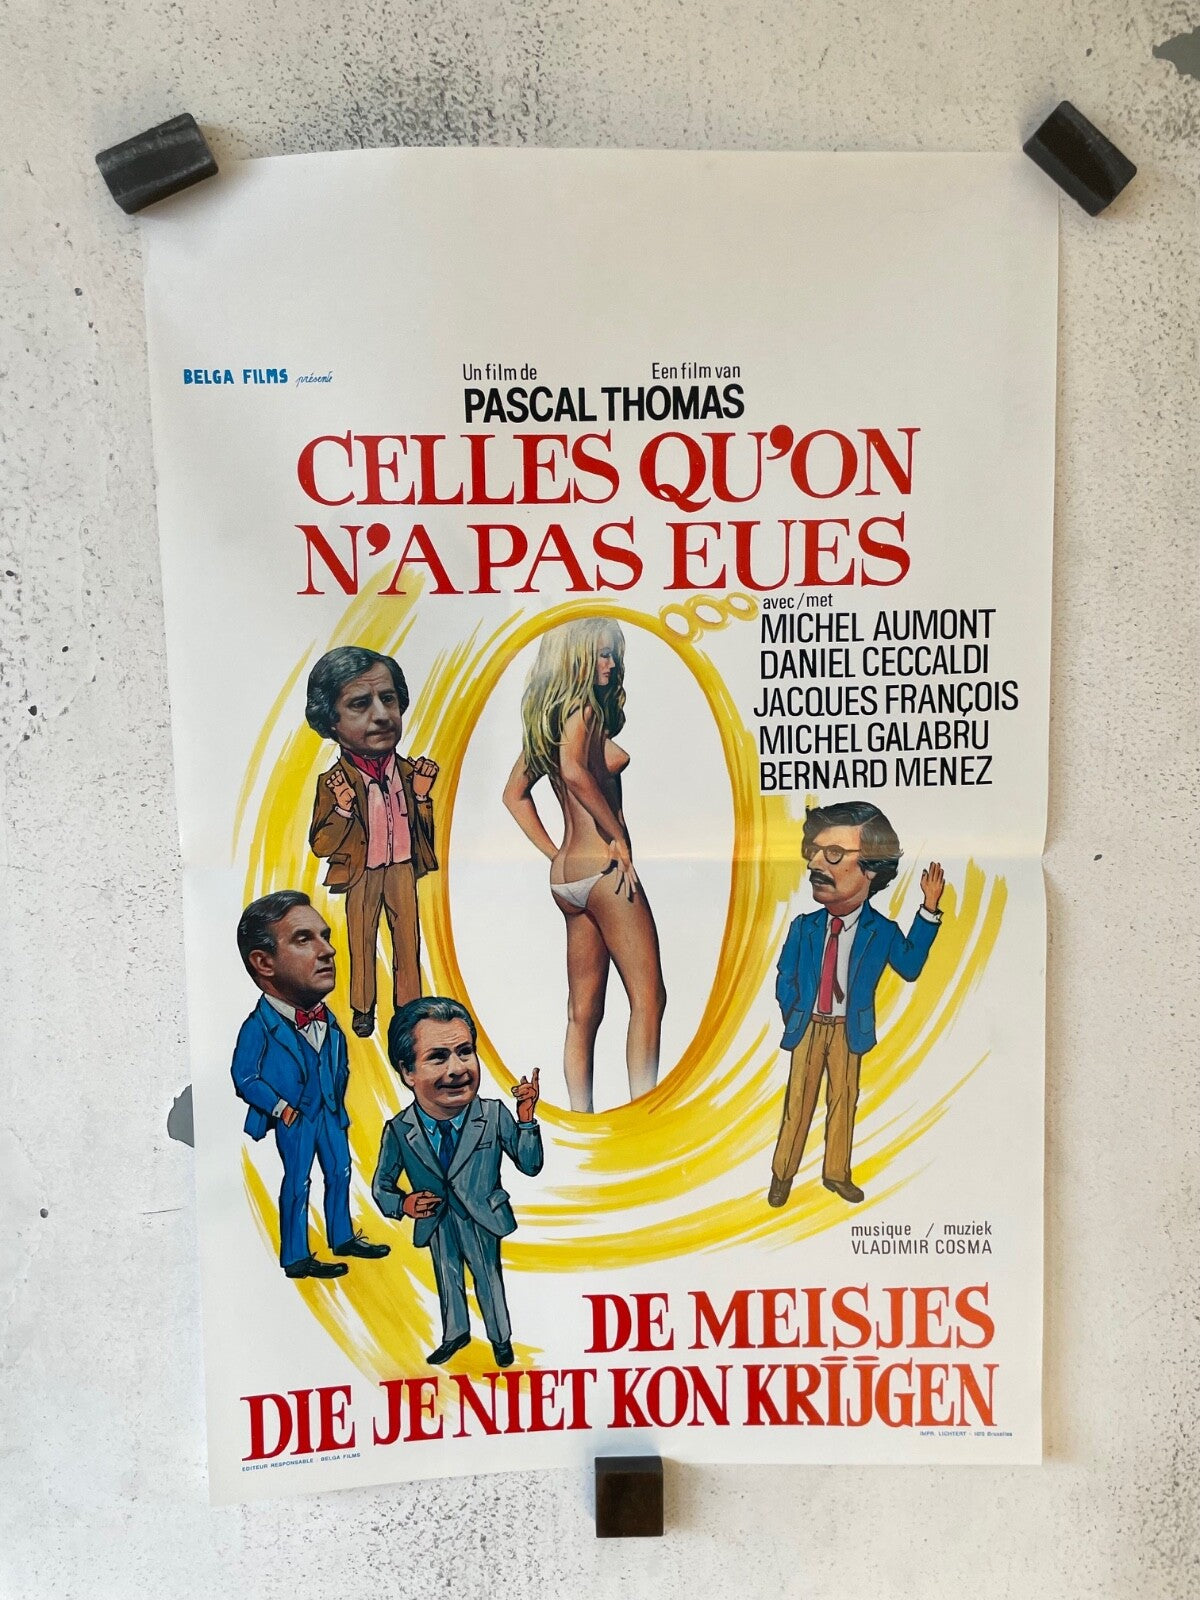 BELGA FILMS présente
Un film de Een film van
PASCAL THOMAS
CELLES QU'ON
N'A PAS EUES
avec/met
MICHEL AUMONT
DANIEL CECCALDI
JACQUES FRANÇOIS
MICHEL GALABRU
BERNARD MENEZ
musique / muziek
VLADIMIR COSMA
DE MEISJES
DIE JE NIET KON KRIJGEN
EDITEUR RESPONSABLE : BELGA FILMS
IMPR. LICHTERT - 1070 Bruxelles